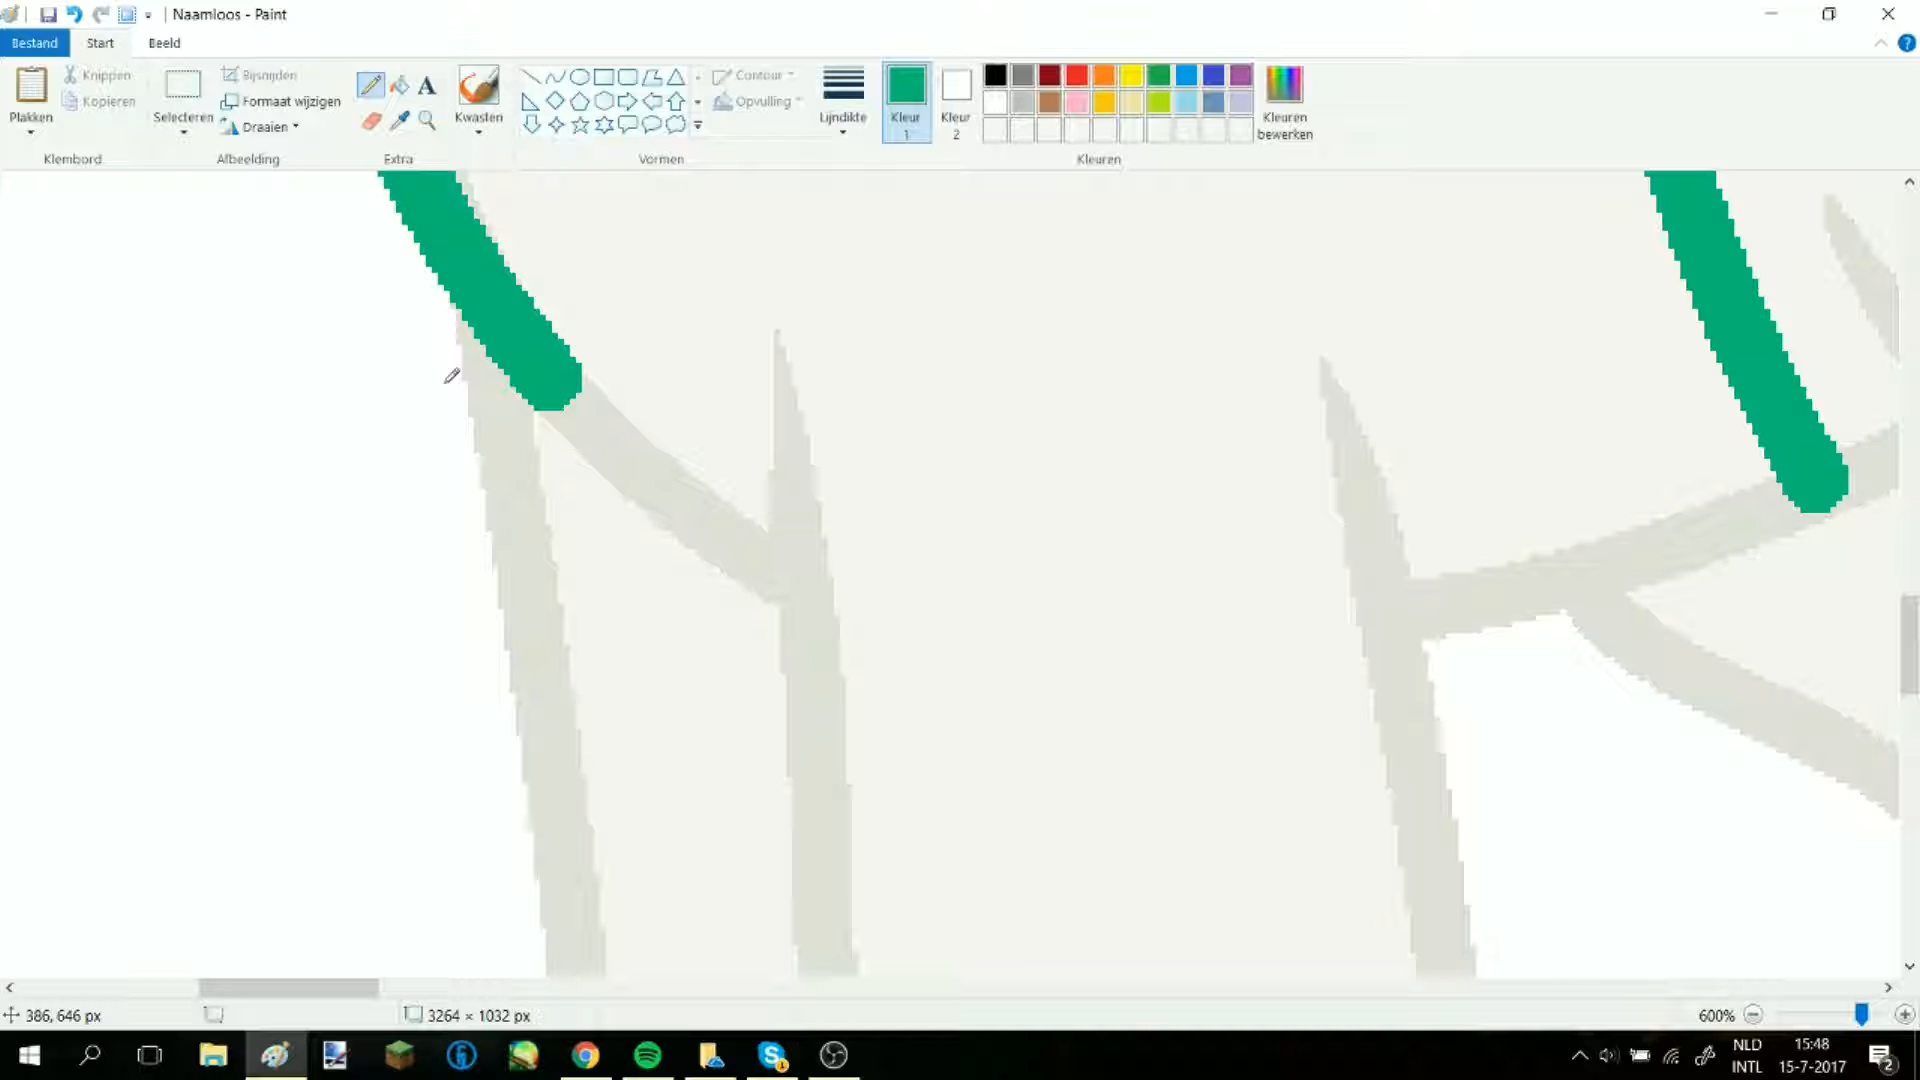 Naamloos - Paint
Bestand Start Beeld
Plakken
Knippen
Kopiëren
Klembord
Selecteren
Bijsnijden
Formaat wijzigen
Draaien
Afbeelding
A
Extra
Kwasten
Contour
Opvulling
Vormen
Lijndikte
Kleur
1
Kleur
2
Kleuren
bewerken
Kleuren
386, 646 px
3264 × 1032 px
600%
NLD
INTL
15:48
15-7-2017
2